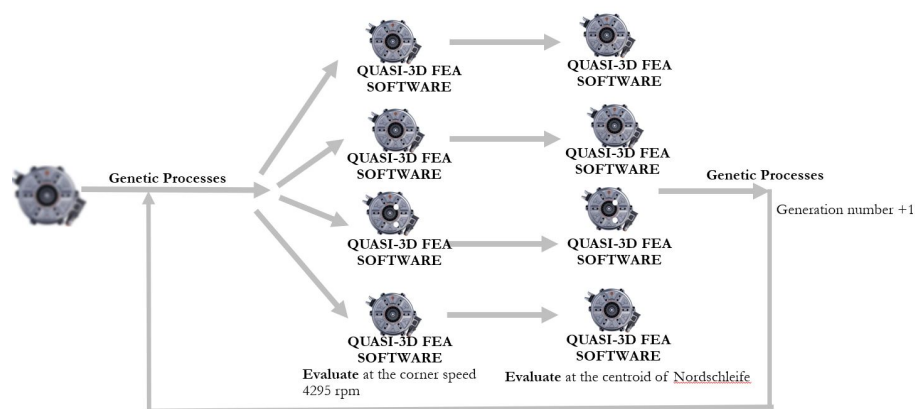 QUASI-3D FEA
SOFTWARE
QUASI-3D FEA
SOFTWARE
QUASI-3D FEA
SOFTWARE
QUASI-3D FEA
SOFTWARE
Genetic Processes
Genetic Processes
Generation number +1
QUASI-3D FEA
SOFTWARE
QUASI-3D FEA
SOFTWARE
QUASI-3D FEA
SOFTWARE
QUASI-3D FEA
SOFTWARE
Evaluate at the corner speed
4295 rpm
Evaluate at the centroid of Nordschleife